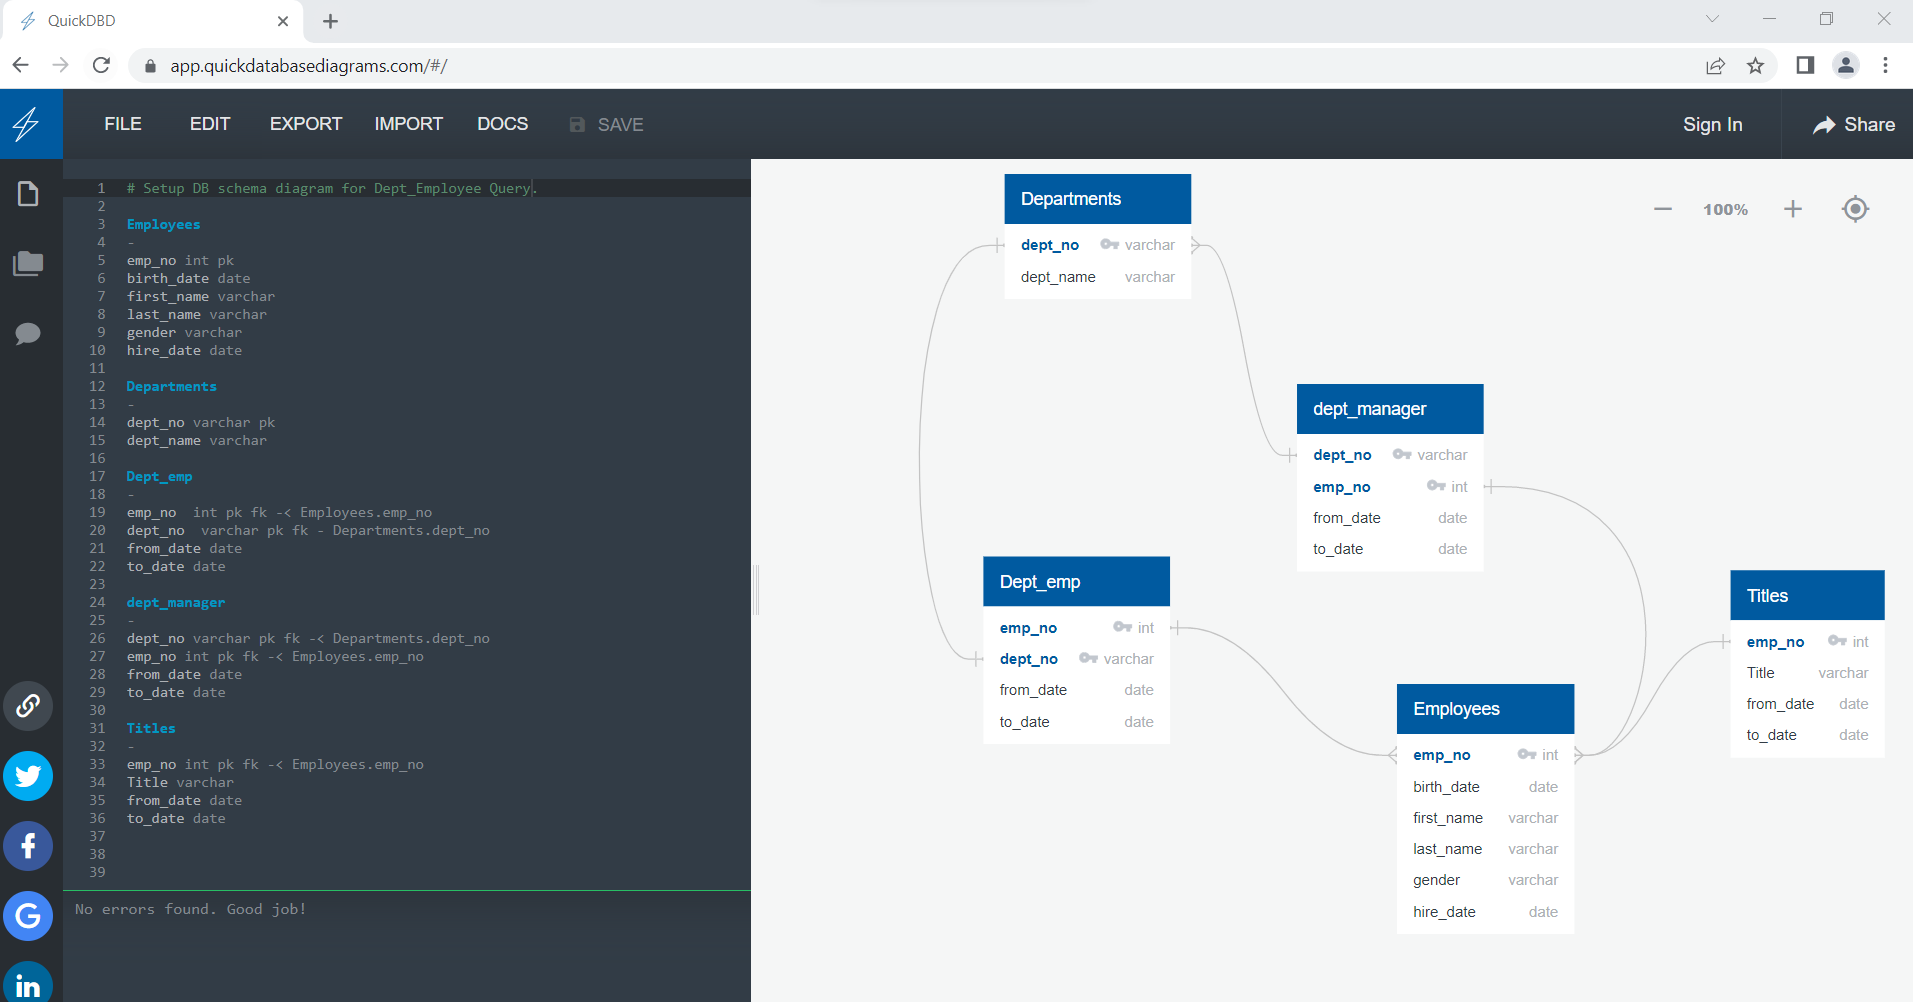 QuickDBD
app.quickdatabasediagrams.com/#/
FILE EDIT EXPORT IMPORT DOCS SAVE Sign In Share
1 # Setup DB schema diagram for Dept_Employee Query.
2
3 Employees
4 -
5 emp_no int pk
6 birth_date date
7 first_name varchar
8 last_name varchar
9 gender varchar
10 hire_date date
11
12 Departments
13 -
14 dept_no varchar pk
15 dept_name varchar
16
17 Dept_emp
18 -
19 emp_no  int pk fk -< Employees.emp_no
20 dept_no  varchar pk fk - Departments.dept_no
21 from_date date
22 to_date date
23
24 dept_manager
25 -
26 dept_no varchar pk fk -< Departments.dept_no
27 emp_no int pk fk -< Employees.emp_no
28 from_date date
29 to_date date
30
31 Titles
32 -
33 emp_no int pk fk -< Employees.emp_no
34 Title varchar
35 from_date date
36 to_date date
37
38
39
No errors found. Good job!
f
G
in
100%
Departments
dept_no varchar
dept_name varchar
dept_manager
dept_no varchar
emp_no int
from_date date
to_date date
Dept_emp
emp_no int
dept_no varchar
from_date date
to_date date
Titles
emp_no int
Title varchar
from_date date
to_date date
Employees
emp_no int
birth_date date
first_name varchar
last_name varchar
gender varchar
hire_date date